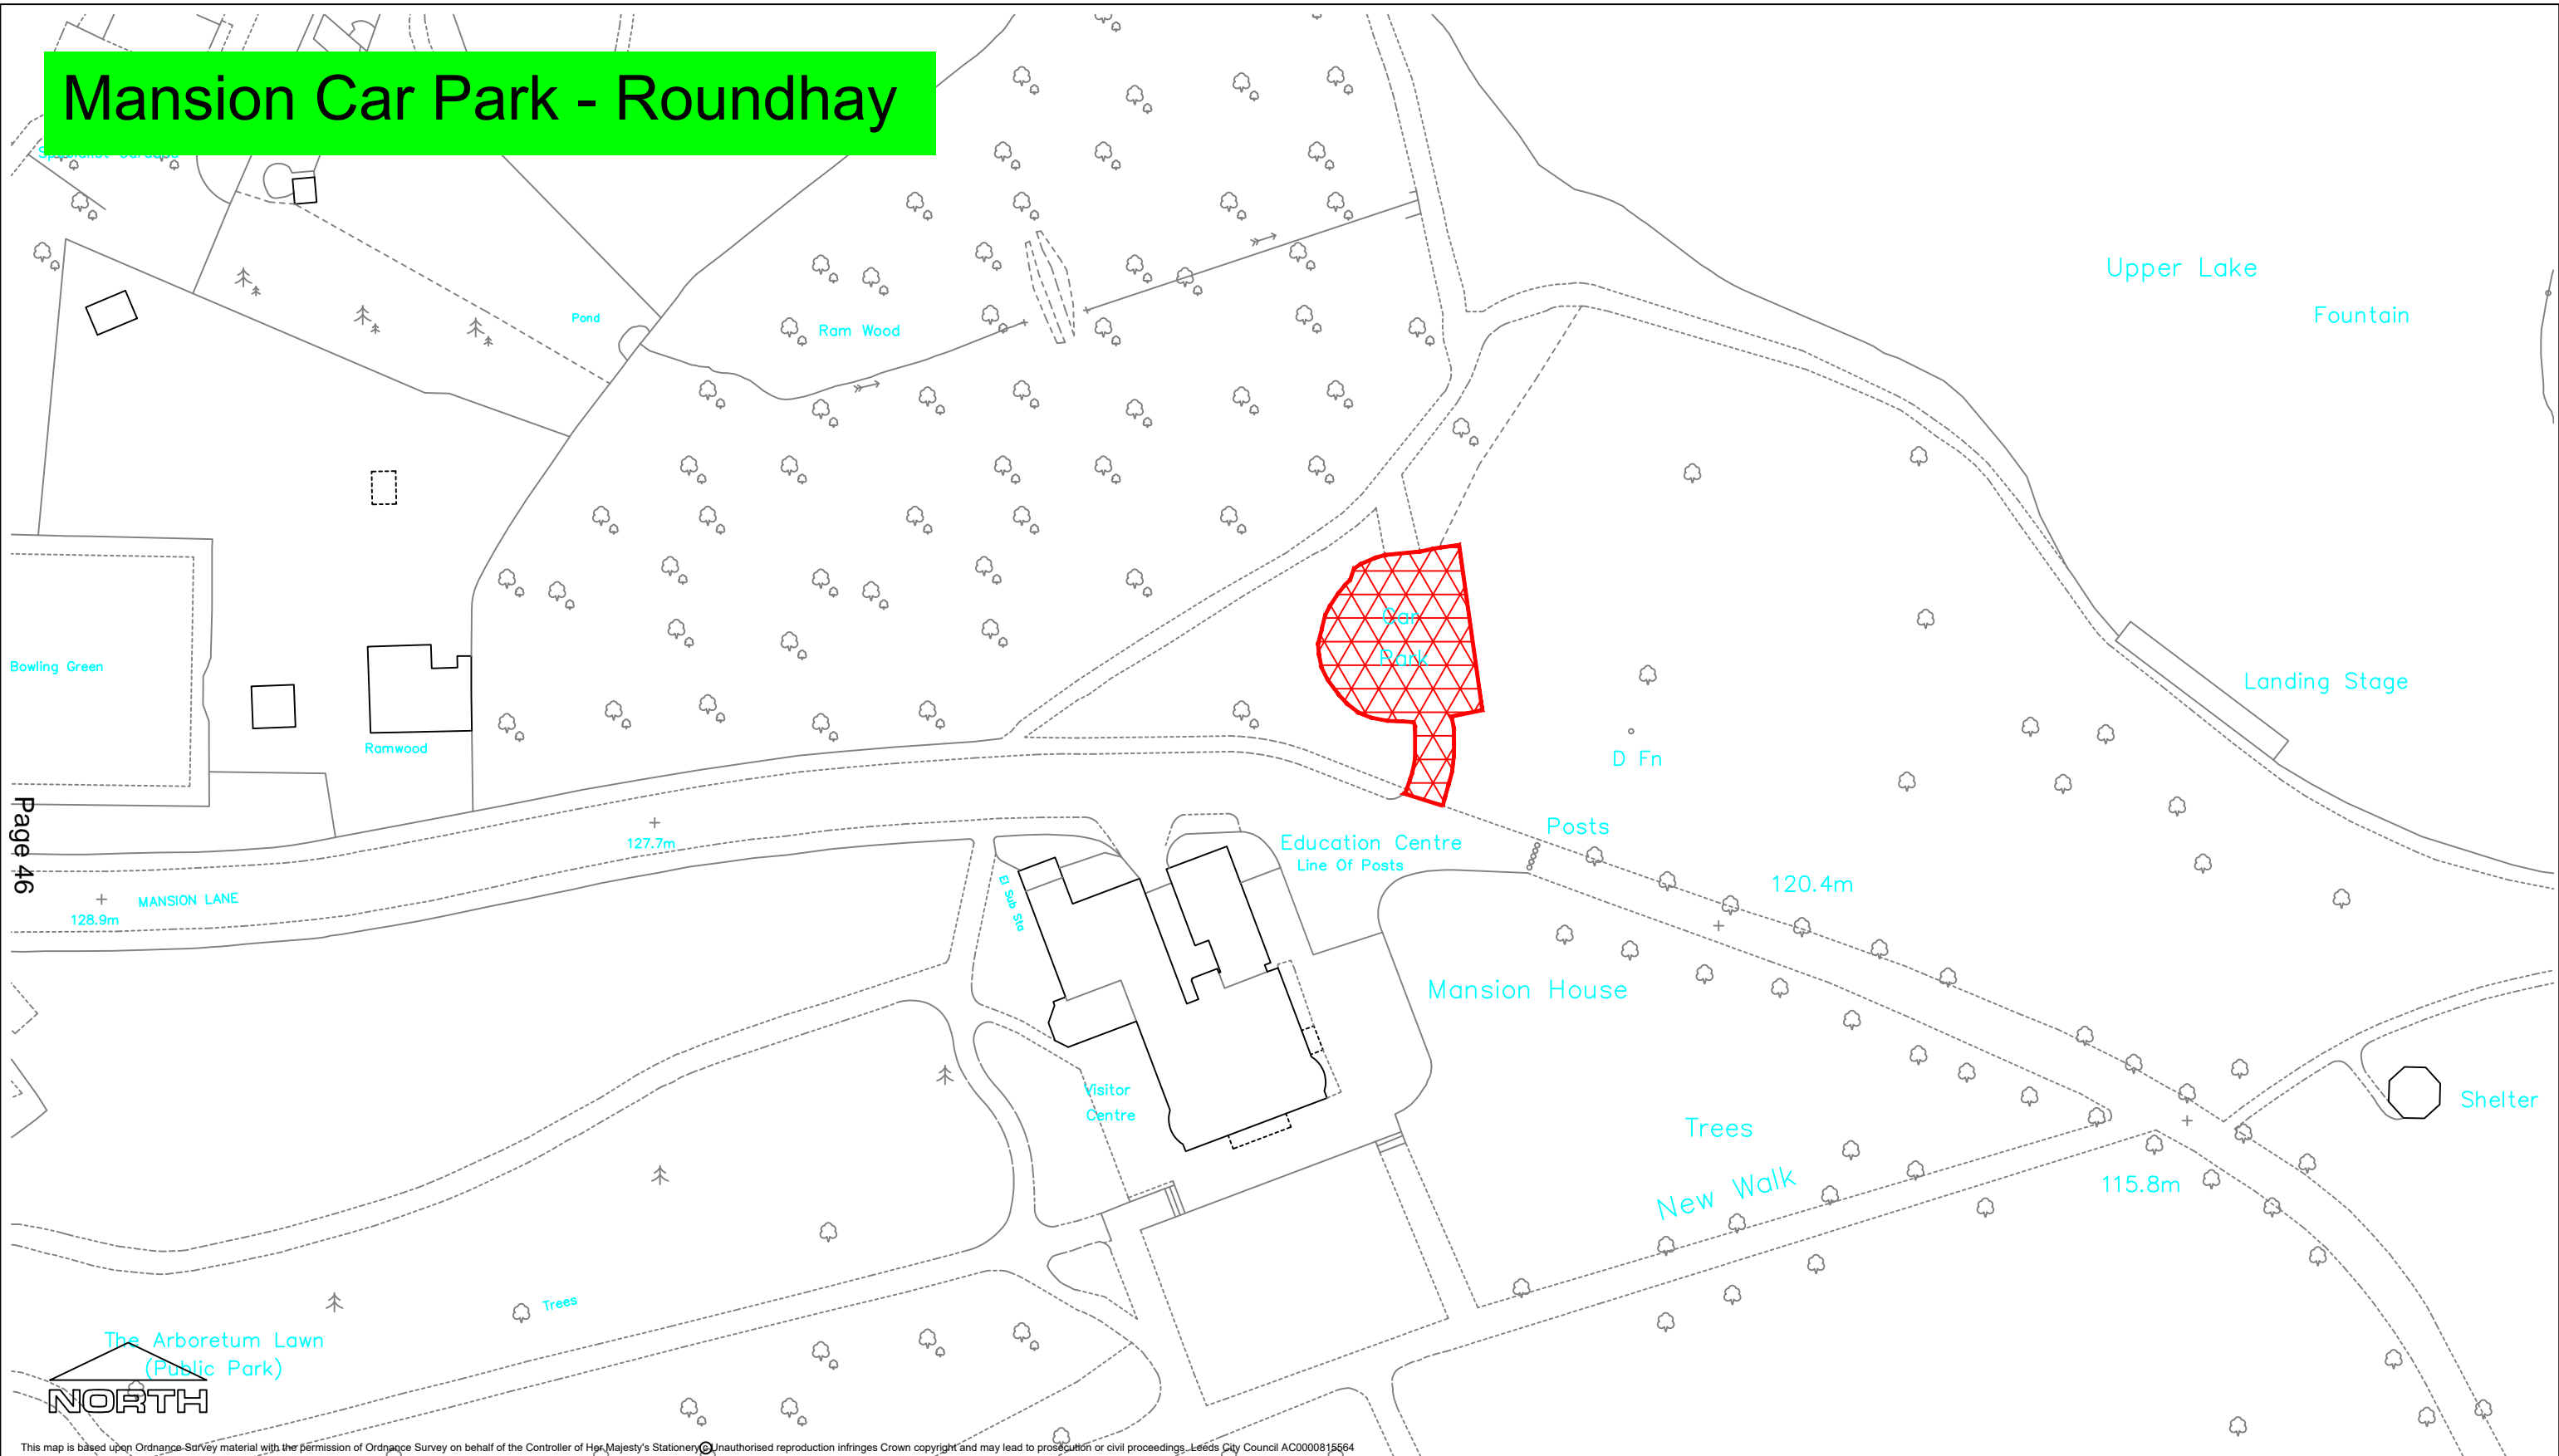 Mansion Car Park - Roundhay
Upper Lake
Fountain
Pond
Ram Wood
Car
Park
Bowling Green
Landing Stage
Ramwood
D Fn
Page 46
Posts
127.7m
Education Centre
Line Of Posts
El Sub Sta
120.4m
MANSION LANE
128.9m
Mansion House
Visitor
Centre
Shelter
Trees
New Walk
115.8m
Trees
The Arboretum Lawn
(Public Park)
NORTH
This map is based upon Ordnance Survey material with the permission of Ordnance Survey on behalf of the Controller of Her Majesty's Stationery © Unauthorised reproduction infringes Crown copyright and may lead to prosecution or civil proceedings. Leeds City Council AC0000815564